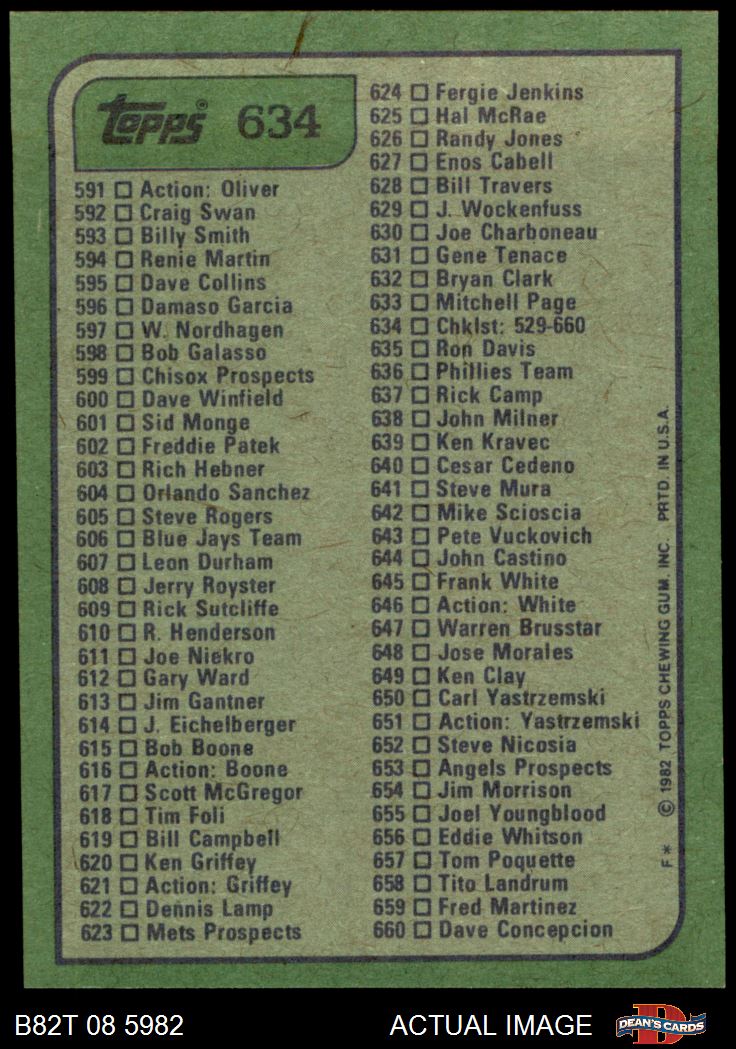 Topps® 634
591 Action: Oliver
592 Craig Swan
593 Billy Smith
594 Renie Martin
595 Dave Collins
596 Damaso Garcia
597 W. Nordhagen
598 Bob Galasso
599 Chisox Prospects
600 Dave Winfield
601 Sid Monge
602 Freddie Patek
603 Rich Hebner
604 Orlando Sanchez
605 Steve Rogers
606 Blue Jays Team
607 Leon Durham
608 Jerry Royster
609 Rick Sutcliffe
610 R. Henderson
611 Joe Niekro
612 Gary Ward
613 Jim Gantner
614 J. Eichelberger
615 Bob Boone
616 Action: Boone
617 Scott McGregor
618 Tim Foli
619 Bill Campbell
620 Ken Griffey
621 Action: Griffey
622 Dennis Lamp
623 Mets Prospects
624 Fergie Jenkins
625 Hal McRae
626 Randy Jones
627 Enos Cabell
628 Bill Travers
629 J. Wockenfuss
630 Joe Charboneau
631 Gene Tenace
632 Bryan Clark
633 Mitchell Page
634 Chklst: 529-660
635 Ron Davis
636 Phillies Team
637 Rick Camp
638 John Milner
639 Ken Kravec
640 Cesar Cedeno
641 Steve Mura
642 Mike Scioscia
643 Pete Vuckovich
644 John Castino
645 Frank White
646 Action: White
647 Warren Brusstar
648 Jose Morales
649 Ken Clay
650 Carl Yastrzemski
651 Action: Yastrzemski
652 Steve Nicosia
653 Angels Prospects
654 Jim Morrison
655 Joel Youngblood
656 Eddie Whitson
657 Tom Poquette
658 Tito Landrum
659 Fred Martinez
660 Dave Concepcion
F* © 1982 TOPPS CHEWING GUM, INC. PRTD. IN U.S.A.
B82T 08 5982
ACTUAL IMAGE
D
DEAN'S CARDS